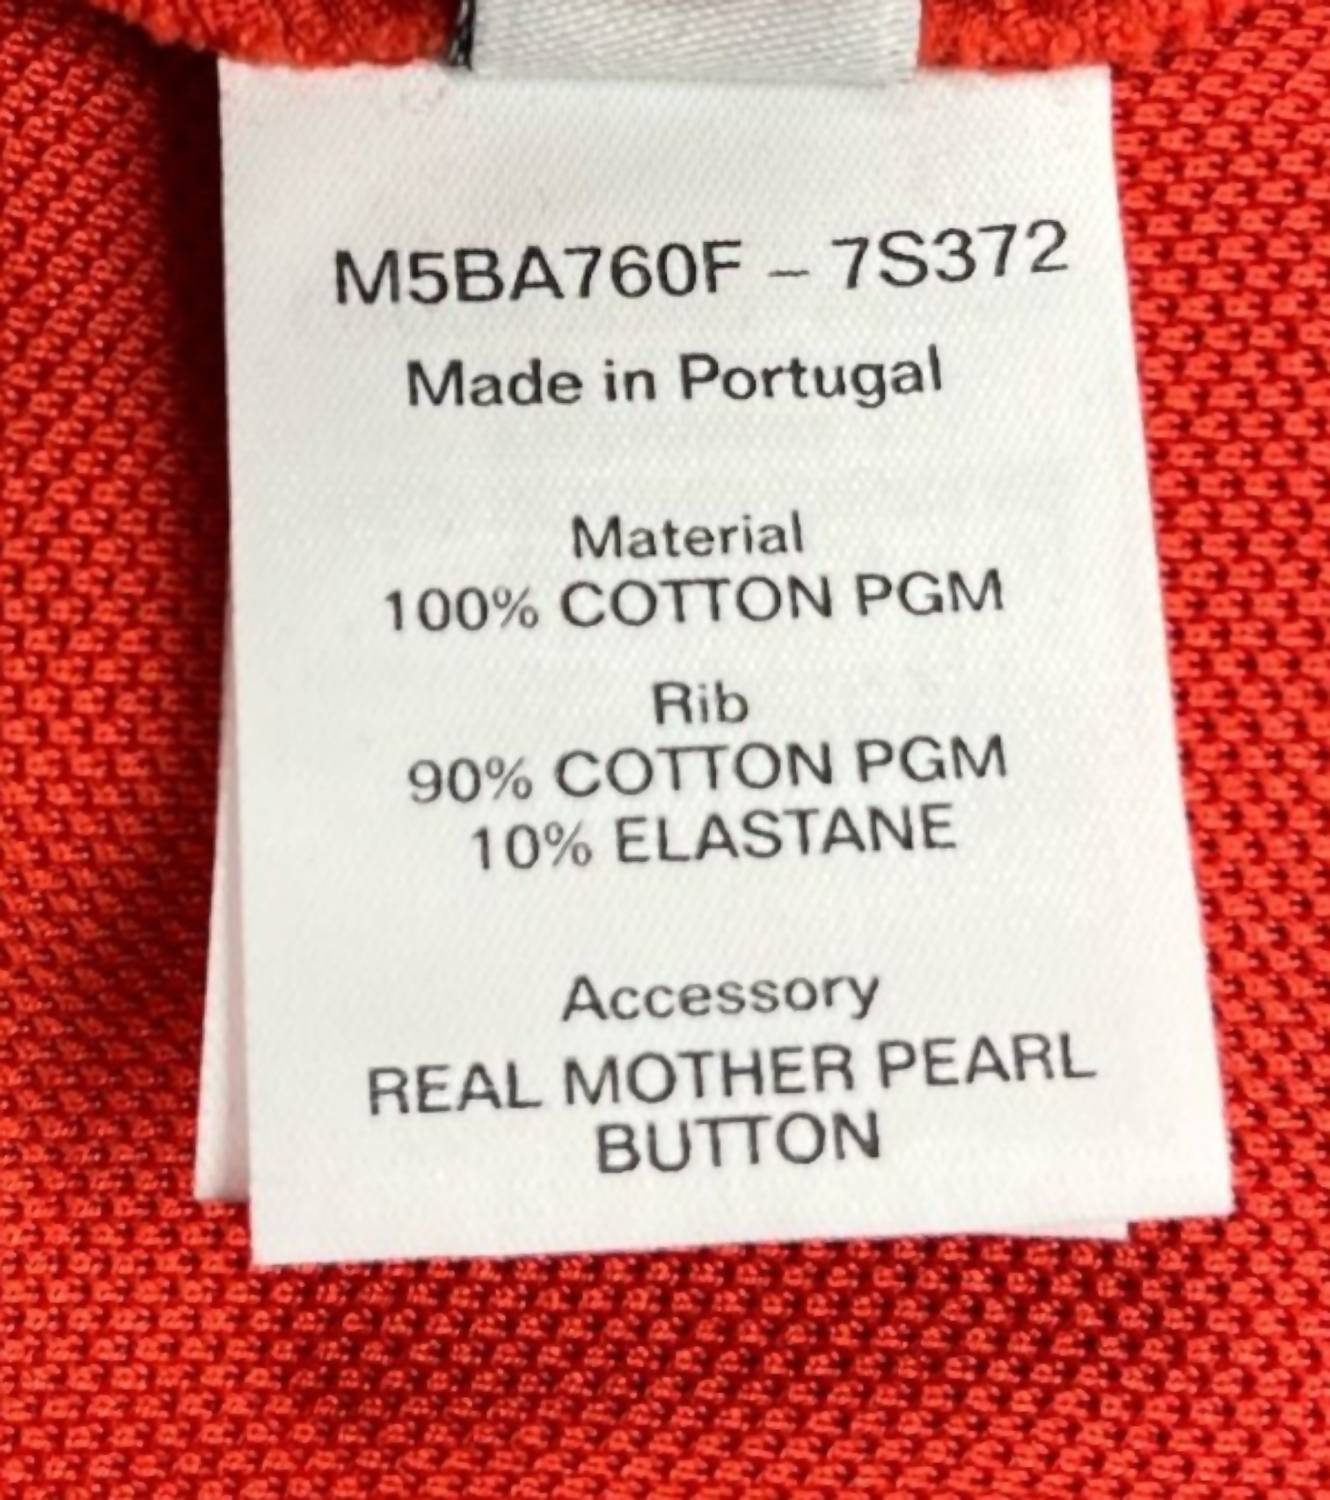 M5BA760F - 7S372
Made in Portugal
Material
100% COTTON PGM
Rib
90% COTTON PGM
10% ELASTANE
Accessory
REAL MOTHER PEARL
BUTTON